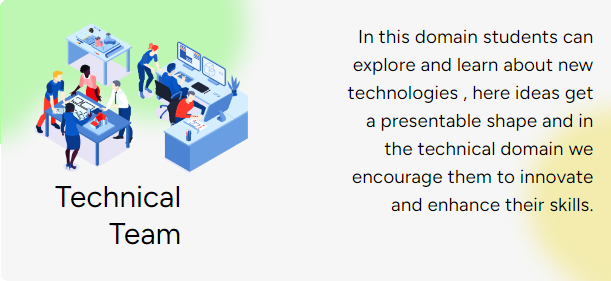 Technical
Team
In this domain students can
explore and learn about new
technologies , here ideas get
a presentable shape and in
the technical domain we
encourage them to innovate
and enhance their skills.